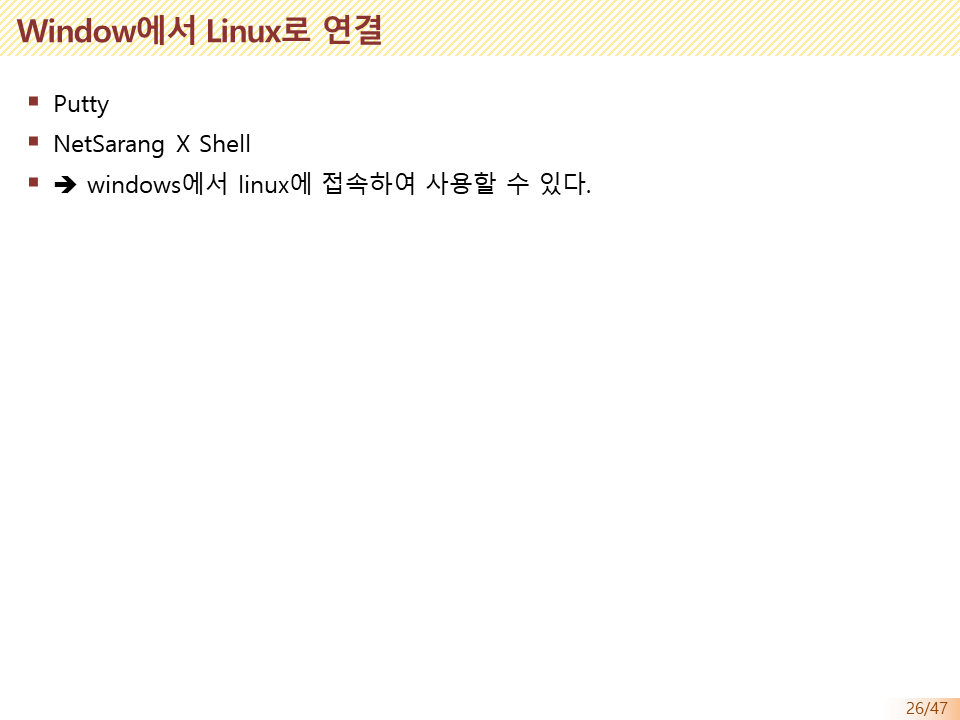 Window에서 Linux로 연결
▪ Putty
▪ NetSarang X Shell
▪ ➔ windows에서 linux에 접속하여 사용할 수 있다.
26/47